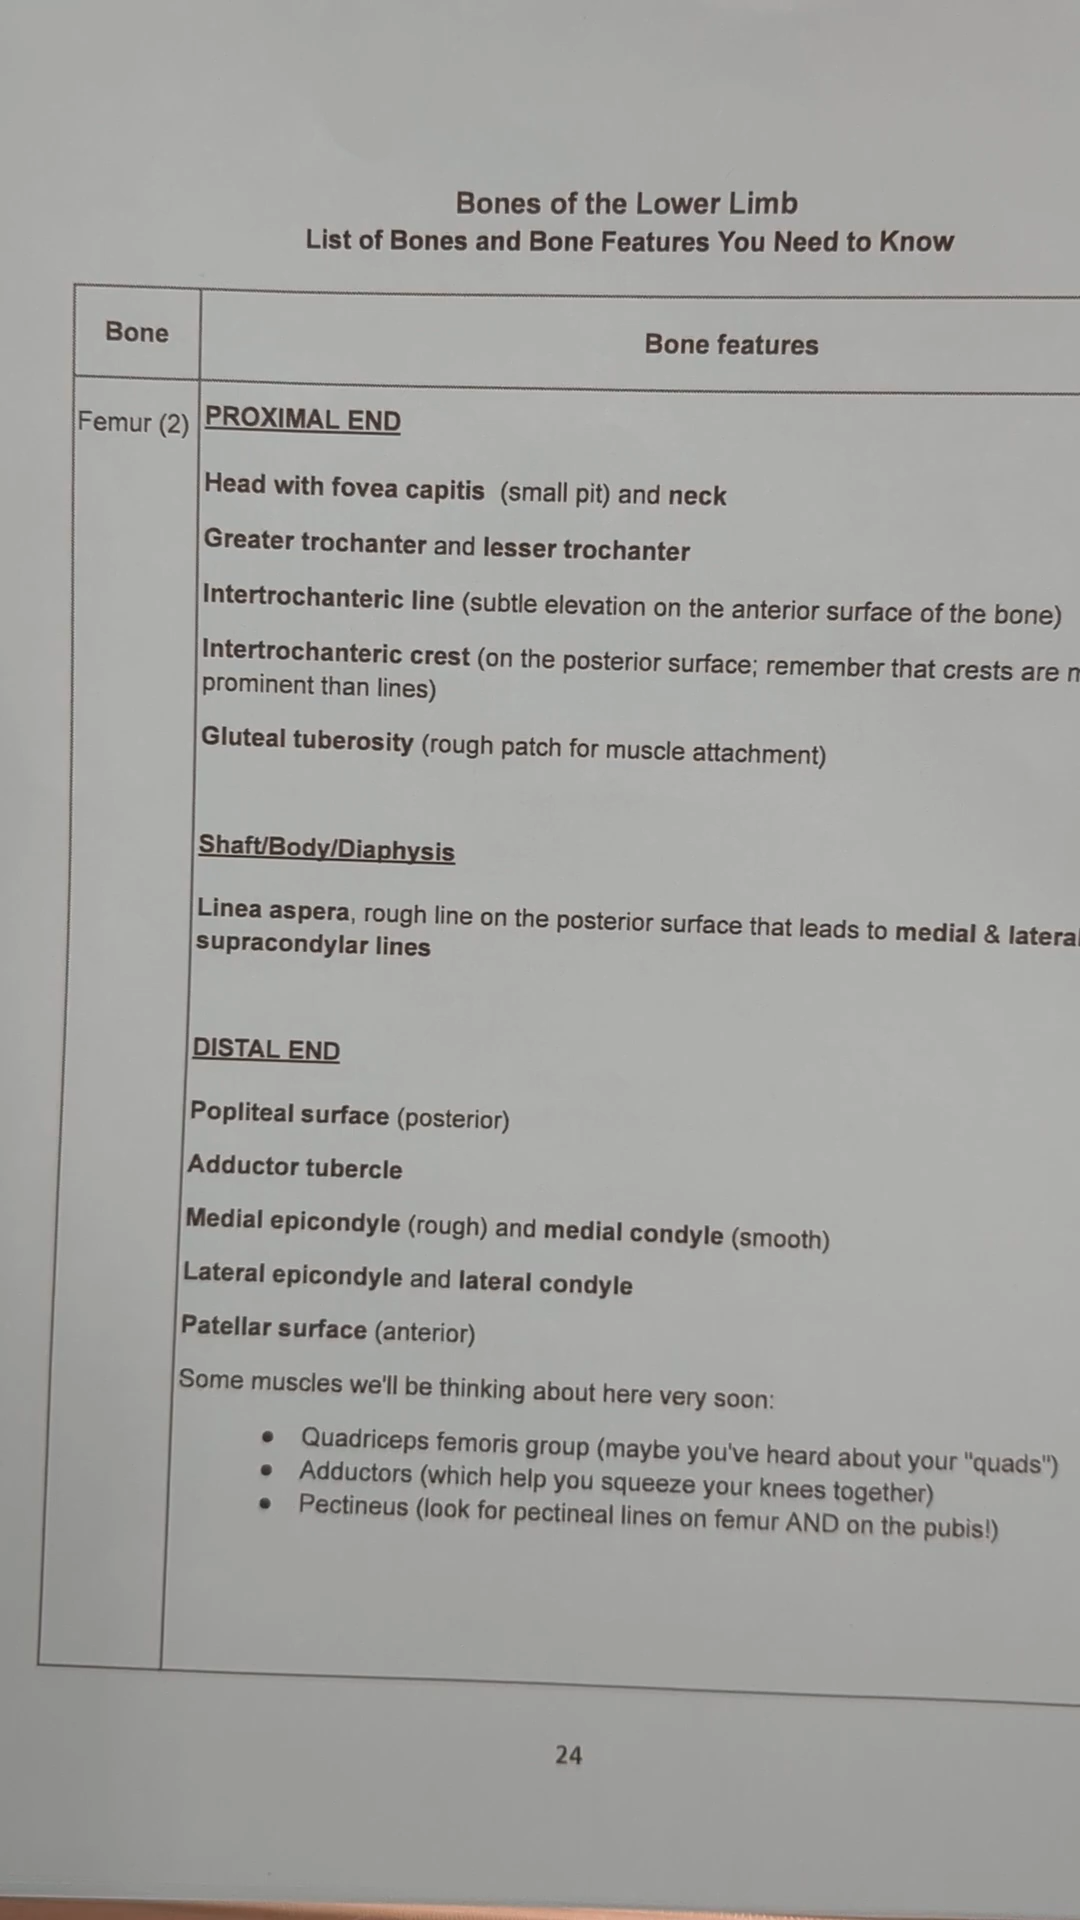 Bones of the Lower Limb
List of Bones and Bone Features You Need to Know
Bone
Bone features
Femur (2)
PROXIMAL END
Head with fovea capitis (small pit) and neck
Greater trochanter and lesser trochanter
Intertrochanteric line (subtle elevation on the anterior surface of the bone)
Intertrochanteric crest (on the posterior surface; remember that crests are
prominent than lines)
Gluteal tuberosity (rough patch for muscle attachment)
Shaft/Body/Diaphysis
Linea aspera, rough line on the posterior surface that leads to medial & lateral
supracondylar lines
DISTAL END
Popliteal surface (posterior)
Adductor tubercle
Medial epicondyle (rough) and medial condyle (smooth)
Lateral epicondyle and lateral condyle
Patellar surface (anterior)
Some muscles we'll be thinking about here very soon:
• Quadriceps femoris group (maybe you've heard about your "quads")
• Adductors (which help you squeeze your knees together)
• Pectineus (look for pectineal lines on femur AND on the pubis!)
24